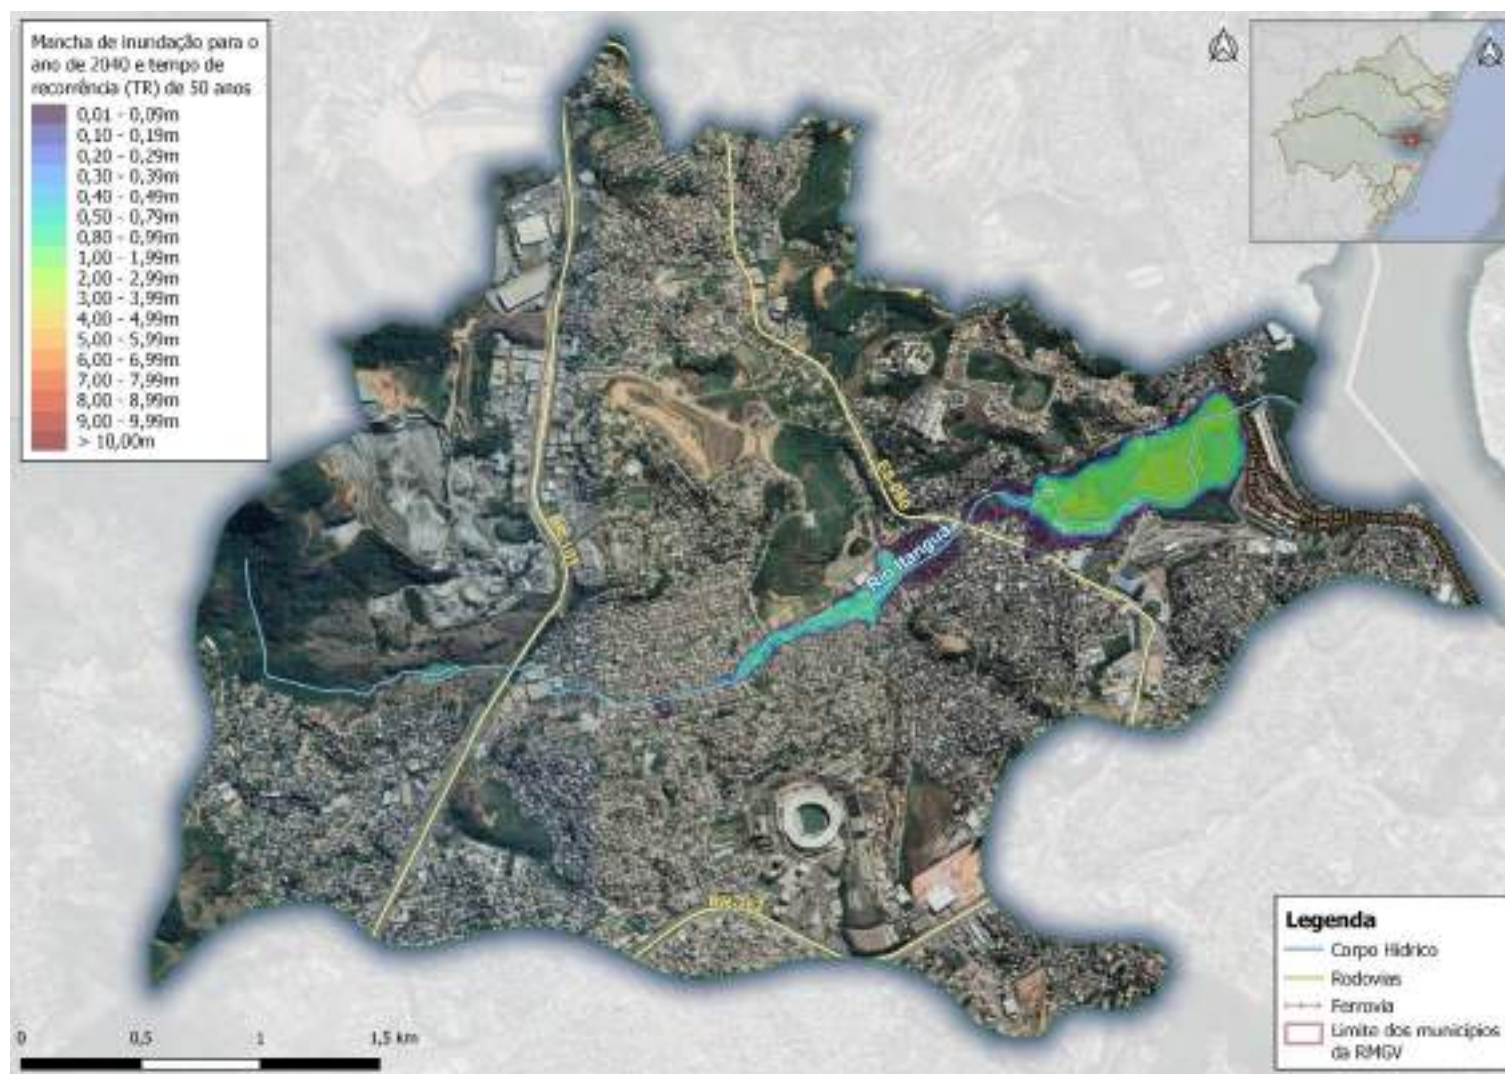 Mancha de inundação para o
ano de 2040 e tempo de
recorrência (TR) de 50 anos
0,01 - 0,09m
0,10 - 0,19m
0,20 - 0,29m
0,30 - 0,39m
0,40 - 0,49m
0,50 - 0,79m
0,80 - 0,99m
1,00 - 1,99m
2,00 - 2,99m
3,00 - 3,99m
4,00 - 4,99m
5,00 - 5,99m
6,00 - 6,99m
7,00 - 7,99m
8,00 - 8,99m
9,00 - 9,99m
> 10,00m
Rio Itanguá
0 0,5 1 1,5 km
Legenda
Corpo Hídrico
Rodovias
Ferrovia
Limite dos municípios
da RMGV